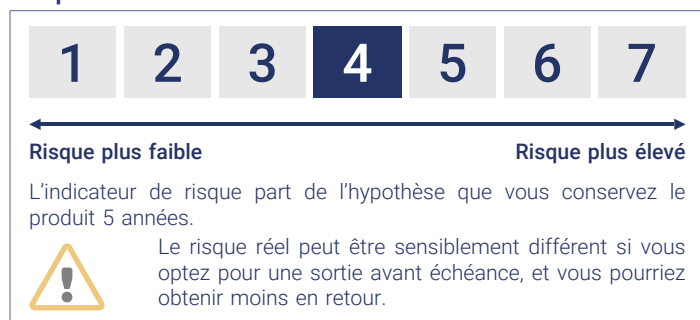 1 2 3 4 5 6 7
Risque plus faible Risque plus élevé
L'indicateur de risque part de l'hypothèse que vous conservez le
produit 5 années.
Le risque réel peut être sensiblement différent si vous
optez pour une sortie avant échéance, et vous pourriez
obtenir moins en retour.